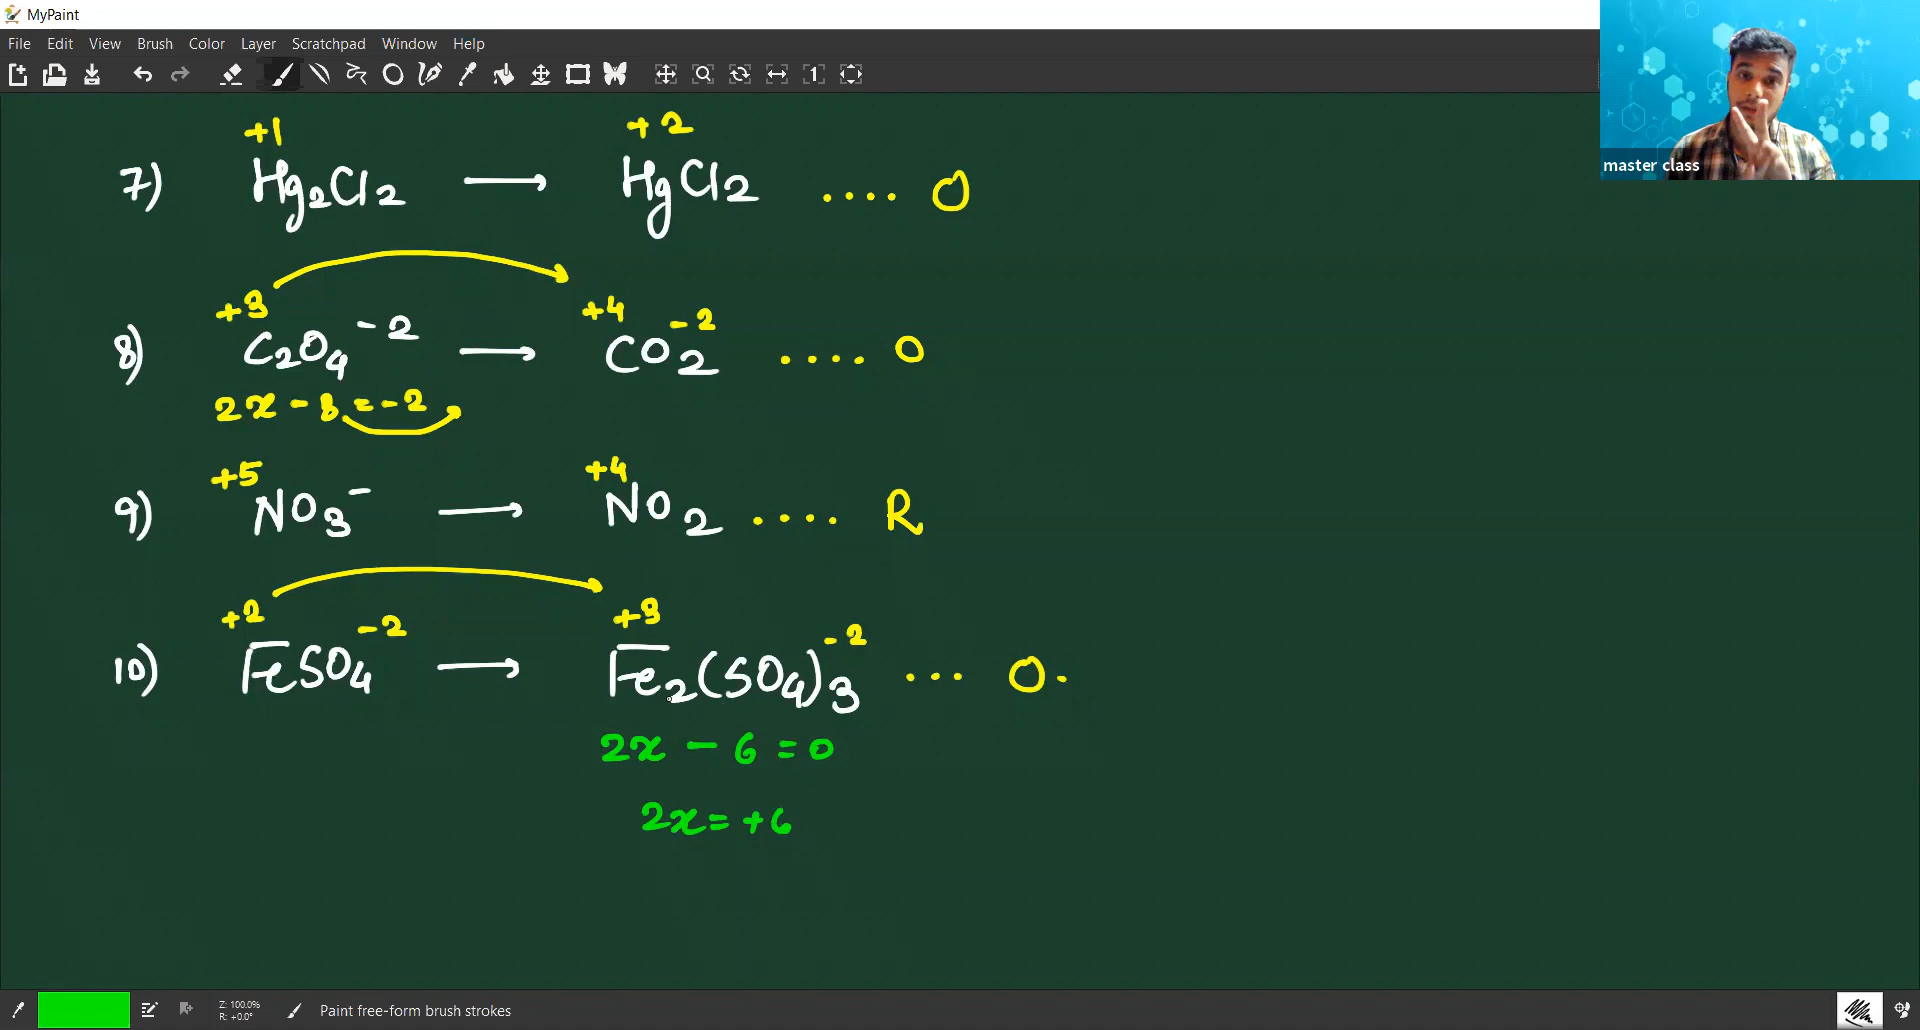 MyPaint
File Edit View Brush Color Layer Scratchpad Window Help
master class
+1 +2
7) Hg2Cl2 → HgCl2 .... O
+3 +4 -2
8) C2O4 -2 → CO2 .... O
2x - 8 = -2
+5 +4
9) NO3 - → NO2 .... R
+2 -2 +3 -2
10) FeSO4 → Fe2(SO4)3 ... O.
2x - 6 = 0
2x = +6
Z: 100.0%
R: +0.0°
Paint free-form brush strokes